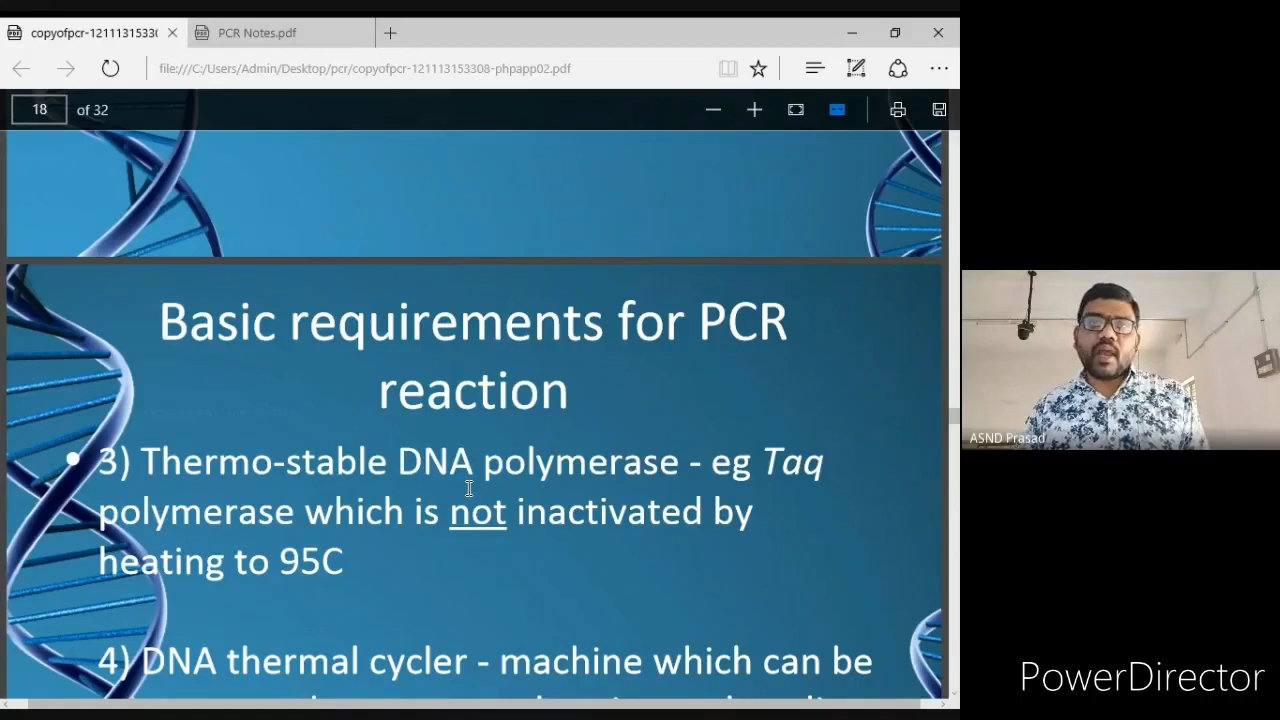 copyofpcr-12111315330
PCR Notes.pdf
file:///C:/Users/Admin/Desktop/pcr/copyofpcr-121113153308-phpapp02.pdf
18 of 32
Basic requirements for PCR
reaction
• 3) Thermo-stable DNA polymerase - eg Taq
polymerase which is not inactivated by
heating to 95C
4) DNA thermal cycler - machine which can be
ASND Prasad
PowerDirector